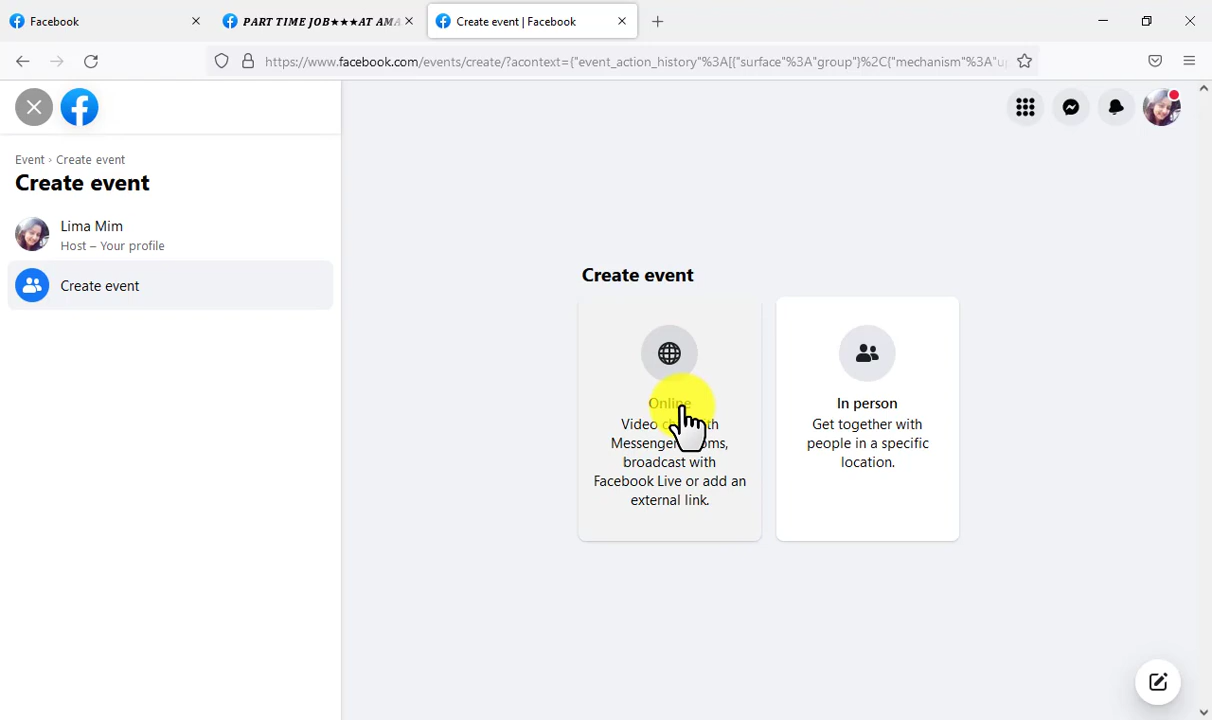 Facebook
𝑷𝑨𝑹𝑻 𝑻𝑰𝑴𝑬 𝑱𝑶𝑩★★★𝑨𝑻 𝑨𝑴𝑨
Create event | Facebook
https://www.facebook.com/events/create/?acontext={"event_action_history"%3A[{"surface"%3A"group"}%2C{"mechanism"%3A"u
Event › Create event
Create event
Lima Mim
Host – Your profile
Create event
Create event
Online
Video with
Messenger
broadcast with
Facebook Live or add an
external link.
In person
Get together with
people in a specific
location.